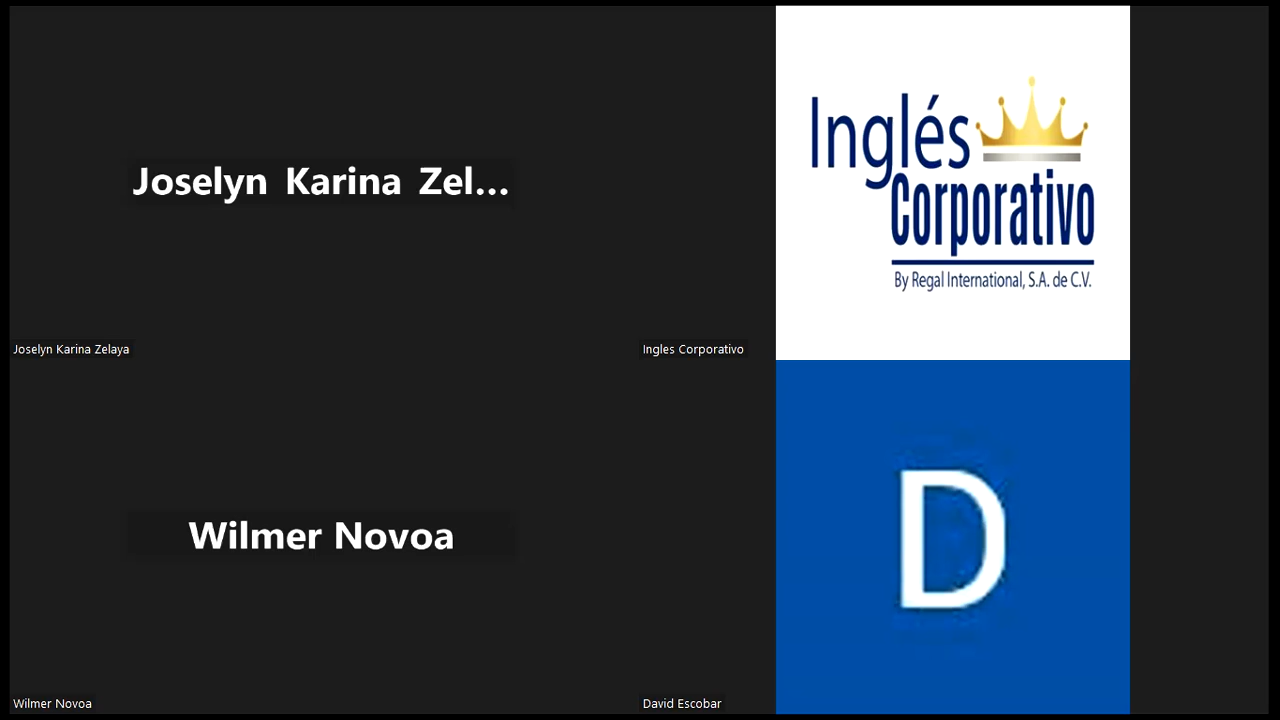 Joselyn Karina Zel...
Joselyn Karina Zelaya
Inglés
Corporativo
By Regal International, S.A. de C.V.
Ingles Corporativo
Wilmer Novoa
Wilmer Novoa
D
David Escobar